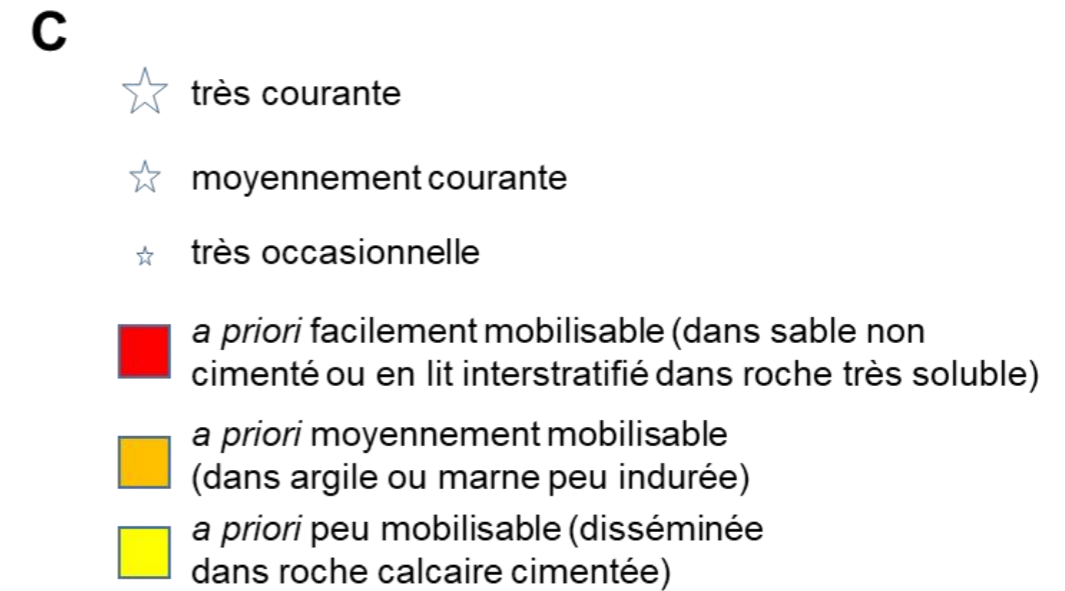 C
très courante
moyennement courante
très occasionnelle
a priori facilement mobilisable (dans sable non
cimenté ou en lit interstratifié dans roche très soluble)
a priori moyennement mobilisable
(dans argile ou marne peu indurée)
a priori peu mobilisable (disséminée
dans roche calcaire cimentée)